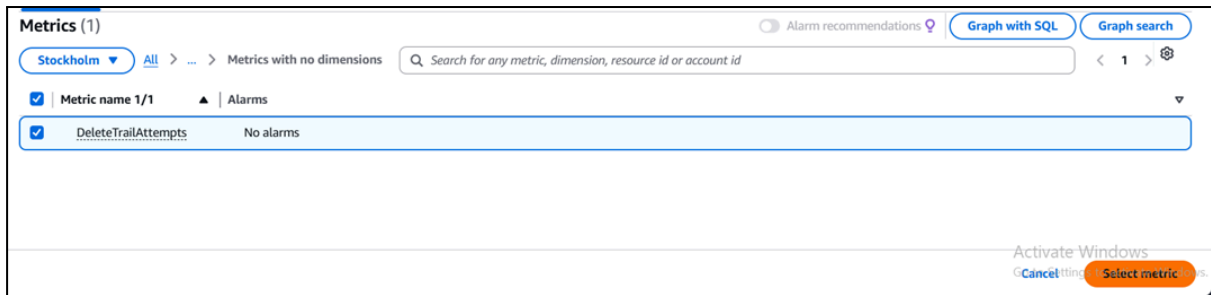 Metrics (1)
Alarm recommendations
Graph with SQL
Graph search
Stockholm ▼ All > ... > Metrics with no dimensions
Search for any metric, dimension, resource id or account id
< 1 >
Metric name 1/1 ▲ Alarms
DeleteTrailAttempts No alarms
Activate Windows
Cancel
Select metric